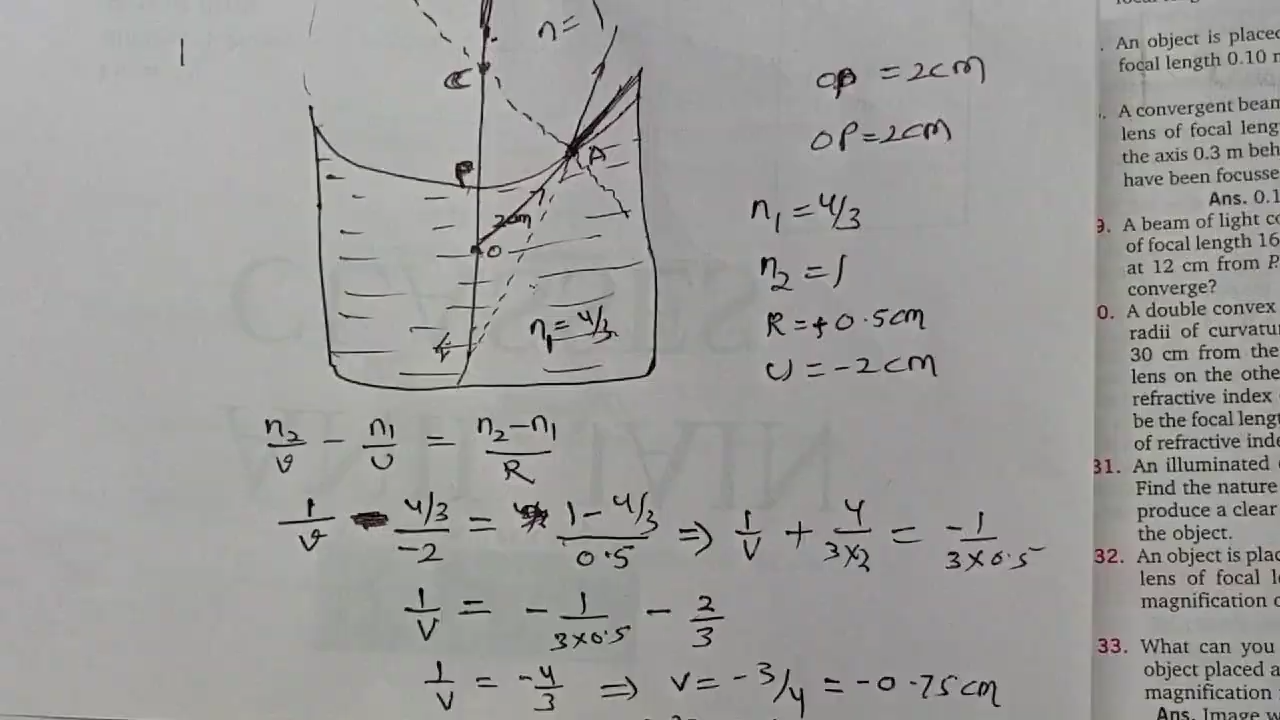 n=
C
P
A
2cm
O
n₁ = 4/3
OP = 2cm
OP = 2cm
n₁ = 4/3
n₂ = 1
R = +0.5cm
U = -2cm
n₂/v - n₁/U = n₂-n₁/R
1/v - 4/3/-2 = 1-4/3/0.5 ⇒ 1/v + 4/3×2 = -1/3×0.5
1/v = -1/3×0.5 - 2/3
1/v = -4/3 ⇒ v = -3/4 = -0.75cm
. An object is placed
focal length 0.10 m
A convergent beam
lens of focal leng
the axis 0.3 m beh
have been focusse
Ans. 0.1
9. A beam of light co
of focal length 16
at 12 cm from P.
converge?
0. A double convex
radii of curvatu
30 cm from the
lens on the othe
refractive index
be the focal leng
of refractive inde
31. An illuminated
Find the nature
produce a clear
the object.
32. An object is plac
lens of focal l
magnification o
33. What can you
object placed a
magnification
Ans. Image w